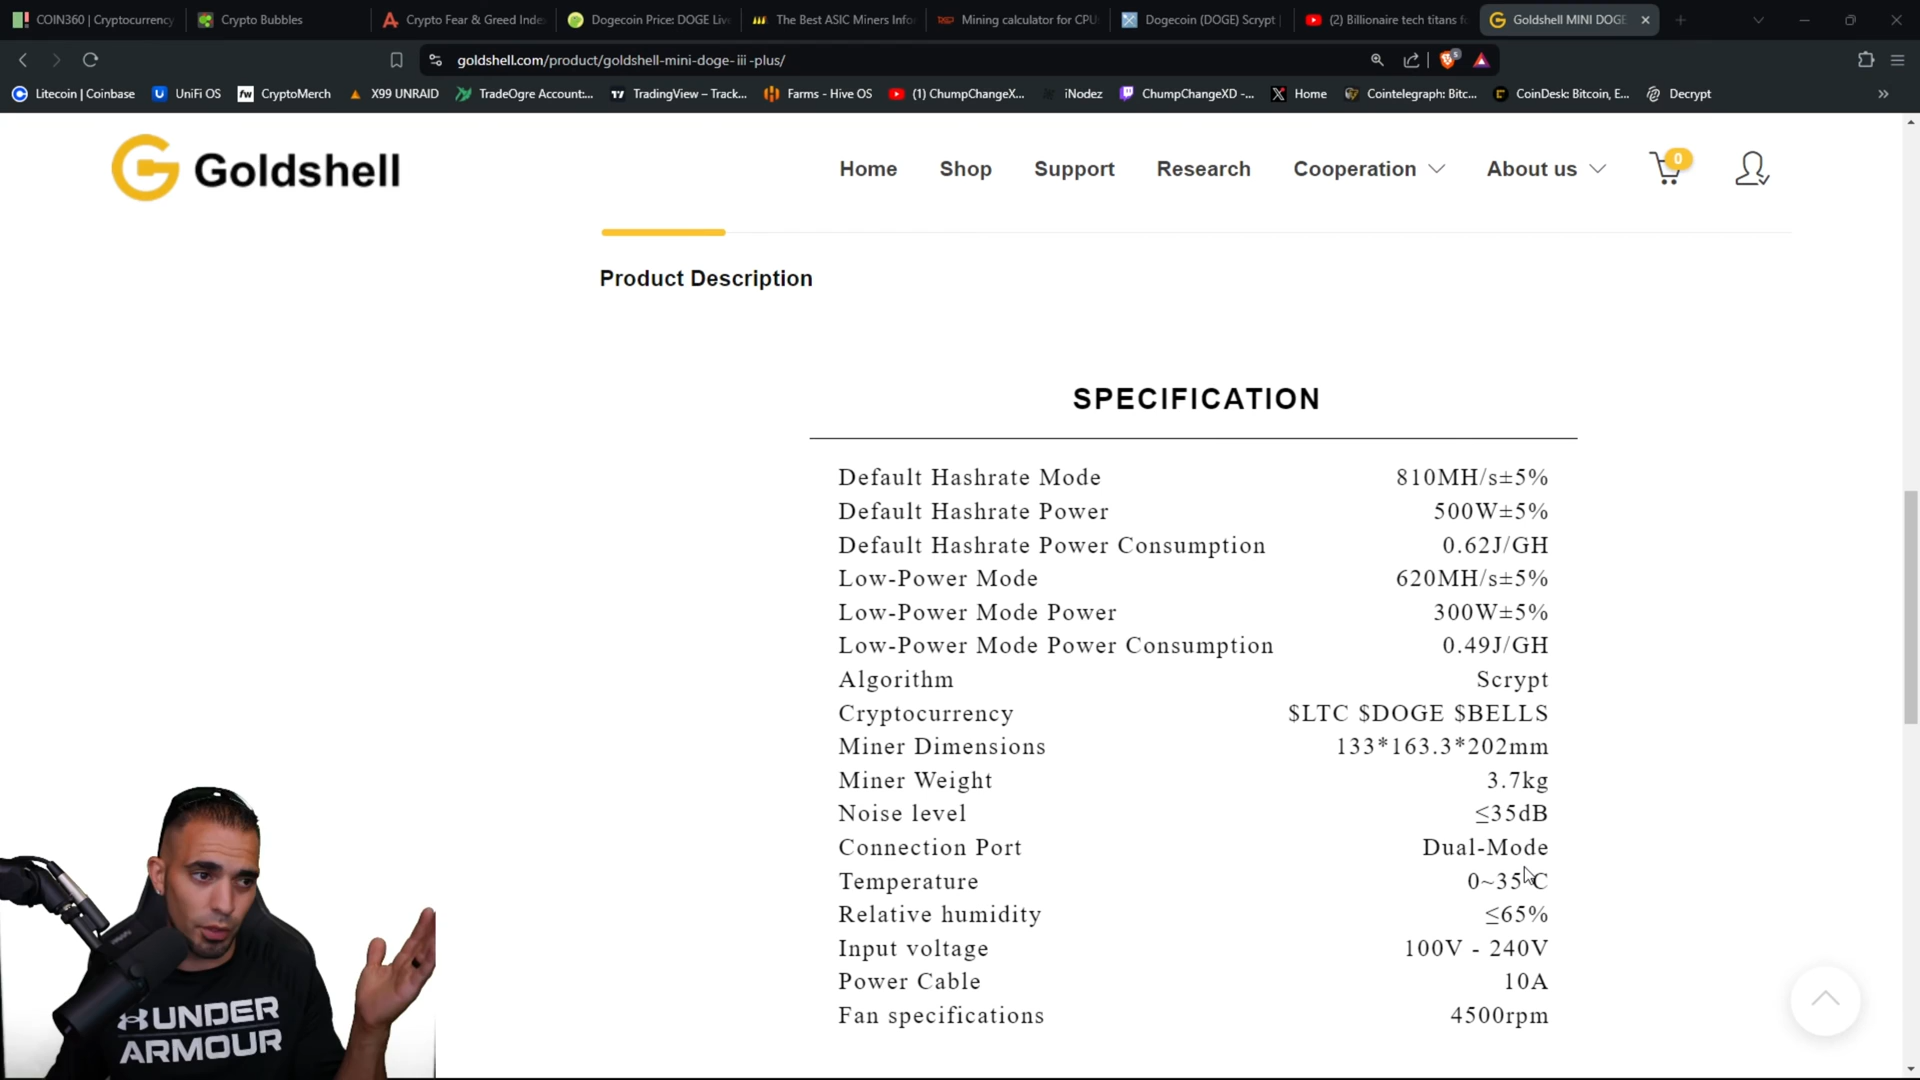 COIN360 | Cryptocurrency
Crypto Bubbles
Crypto Fear & Greed Inde
Dogecoin Price: DOGE Liv
The Best ASIC Miners Info
Mining calculator for CPU
Dogecoin (DOGE) Scrypt
(2) Billionaire tech titans f
Goldshell MINI DOGE
goldshell.com/product/goldshell-mini-doge-ⅲ-plus/
Litecoin | Coinbase
UniFi OS
fw CryptoMerch
X99 UNRAID
TradeOgre Account:...
TradingView – Track...
Farms - Hive OS
(1) ChumpChangeX...
iNodez
ChumpChangeXD -...
Home
Cointelegraph: Bitc...
CoinDesk: Bitcoin, E...
Decrypt
Goldshell
Home
Shop
Support
Research
Cooperation
About us
0
Product Description
SPECIFICATION
Default Hashrate Mode 810MH/s±5%
Default Hashrate Power 500W±5%
Default Hashrate Power Consumption 0.62J/GH
Low-Power Mode 620MH/s±5%
Low-Power Mode Power 300W±5%
Low-Power Mode Power Consumption 0.49J/GH
Algorithm Scrypt
Cryptocurrency $LTC $DOGE $BELLS
Miner Dimensions 133*163.3*202mm
Miner Weight 3.7kg
Noise level ≤35dB
Connection Port Dual-Mode
Temperature 0~35°C
Relative humidity ≤65%
Input voltage 100V - 240V
Power Cable 10A
Fan specifications 4500rpm
UNDER
ARMOUR